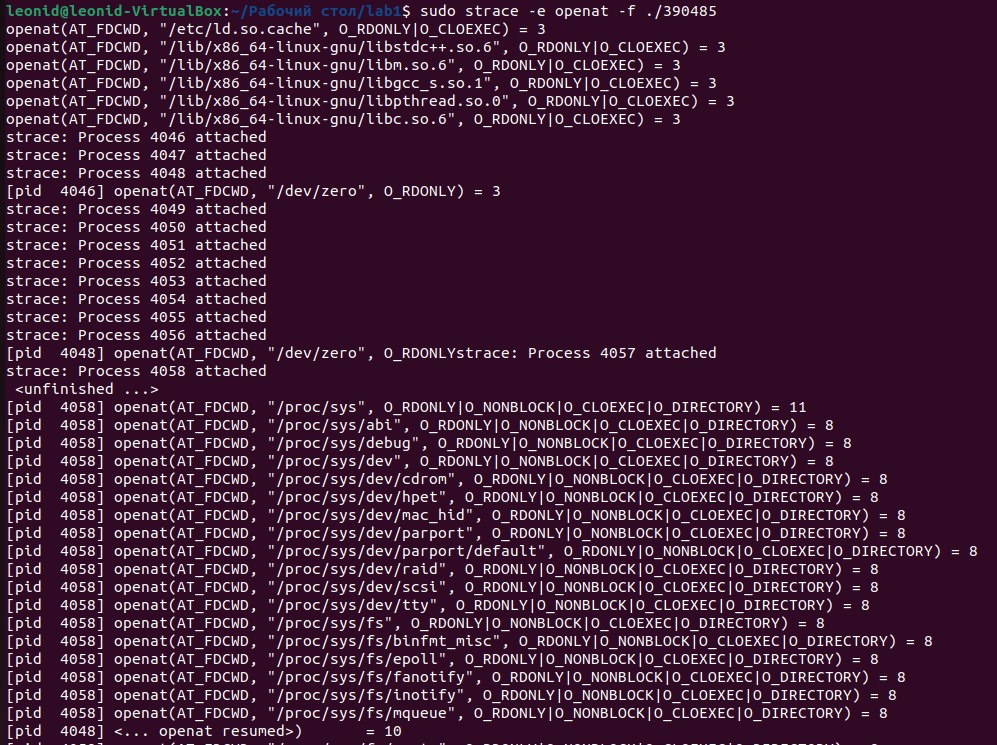 leonid@leonid-VirtualBox:~/Рабочий стол/lab1$ sudo strace -e openat -f ./390485
openat(AT_FDCWD, "/etc/ld.so.cache", O_RDONLY|O_CLOEXEC) = 3
openat(AT_FDCWD, "/lib/x86_64-linux-gnu/libstdc++.so.6", O_RDONLY|O_CLOEXEC) = 3
openat(AT_FDCWD, "/lib/x86_64-linux-gnu/libm.so.6", O_RDONLY|O_CLOEXEC) = 3
openat(AT_FDCWD, "/lib/x86_64-linux-gnu/libgcc_s.so.1", O_RDONLY|O_CLOEXEC) = 3
openat(AT_FDCWD, "/lib/x86_64-linux-gnu/libpthread.so.0", O_RDONLY|O_CLOEXEC) = 3
openat(AT_FDCWD, "/lib/x86_64-linux-gnu/libc.so.6", O_RDONLY|O_CLOEXEC) = 3
strace: Process 4046 attached
strace: Process 4047 attached
strace: Process 4048 attached
[pid  4046] openat(AT_FDCWD, "/dev/zero", O_RDONLY) = 3
strace: Process 4049 attached
strace: Process 4050 attached
strace: Process 4051 attached
strace: Process 4052 attached
strace: Process 4053 attached
strace: Process 4054 attached
strace: Process 4055 attached
strace: Process 4056 attached
[pid  4048] openat(AT_FDCWD, "/dev/zero", O_RDONLYstrace: Process 4057 attached
strace: Process 4058 attached
 <unfinished ...>
[pid  4058] openat(AT_FDCWD, "/proc/sys", O_RDONLY|O_NONBLOCK|O_CLOEXEC|O_DIRECTORY) = 11
[pid  4058] openat(AT_FDCWD, "/proc/sys/abi", O_RDONLY|O_NONBLOCK|O_CLOEXEC|O_DIRECTORY) = 8
[pid  4058] openat(AT_FDCWD, "/proc/sys/debug", O_RDONLY|O_NONBLOCK|O_CLOEXEC|O_DIRECTORY) = 8
[pid  4058] openat(AT_FDCWD, "/proc/sys/dev", O_RDONLY|O_NONBLOCK|O_CLOEXEC|O_DIRECTORY) = 8
[pid  4058] openat(AT_FDCWD, "/proc/sys/dev/cdrom", O_RDONLY|O_NONBLOCK|O_CLOEXEC|O_DIRECTORY) = 8
[pid  4058] openat(AT_FDCWD, "/proc/sys/dev/hpet", O_RDONLY|O_NONBLOCK|O_CLOEXEC|O_DIRECTORY) = 8
[pid  4058] openat(AT_FDCWD, "/proc/sys/dev/mac_hid", O_RDONLY|O_NONBLOCK|O_CLOEXEC|O_DIRECTORY) = 8
[pid  4058] openat(AT_FDCWD, "/proc/sys/dev/parport", O_RDONLY|O_NONBLOCK|O_CLOEXEC|O_DIRECTORY) = 8
[pid  4058] openat(AT_FDCWD, "/proc/sys/dev/parport/default", O_RDONLY|O_NONBLOCK|O_CLOEXEC|O_DIRECTORY) = 8
[pid  4058] openat(AT_FDCWD, "/proc/sys/dev/raid", O_RDONLY|O_NONBLOCK|O_CLOEXEC|O_DIRECTORY) = 8
[pid  4058] openat(AT_FDCWD, "/proc/sys/dev/scsi", O_RDONLY|O_NONBLOCK|O_CLOEXEC|O_DIRECTORY) = 8
[pid  4058] openat(AT_FDCWD, "/proc/sys/dev/tty", O_RDONLY|O_NONBLOCK|O_CLOEXEC|O_DIRECTORY) = 8
[pid  4058] openat(AT_FDCWD, "/proc/sys/fs", O_RDONLY|O_NONBLOCK|O_CLOEXEC|O_DIRECTORY) = 8
[pid  4058] openat(AT_FDCWD, "/proc/sys/fs/binfmt_misc", O_RDONLY|O_NONBLOCK|O_CLOEXEC|O_DIRECTORY) = 8
[pid  4058] openat(AT_FDCWD, "/proc/sys/fs/epoll", O_RDONLY|O_NONBLOCK|O_CLOEXEC|O_DIRECTORY) = 8
[pid  4058] openat(AT_FDCWD, "/proc/sys/fs/fanotify", O_RDONLY|O_NONBLOCK|O_CLOEXEC|O_DIRECTORY) = 8
[pid  4058] openat(AT_FDCWD, "/proc/sys/fs/inotify", O_RDONLY|O_NONBLOCK|O_CLOEXEC|O_DIRECTORY) = 8
[pid  4058] openat(AT_FDCWD, "/proc/sys/fs/mqueue", O_RDONLY|O_NONBLOCK|O_CLOEXEC|O_DIRECTORY) = 8
[pid  4048] <... openat resumed>)       = 10